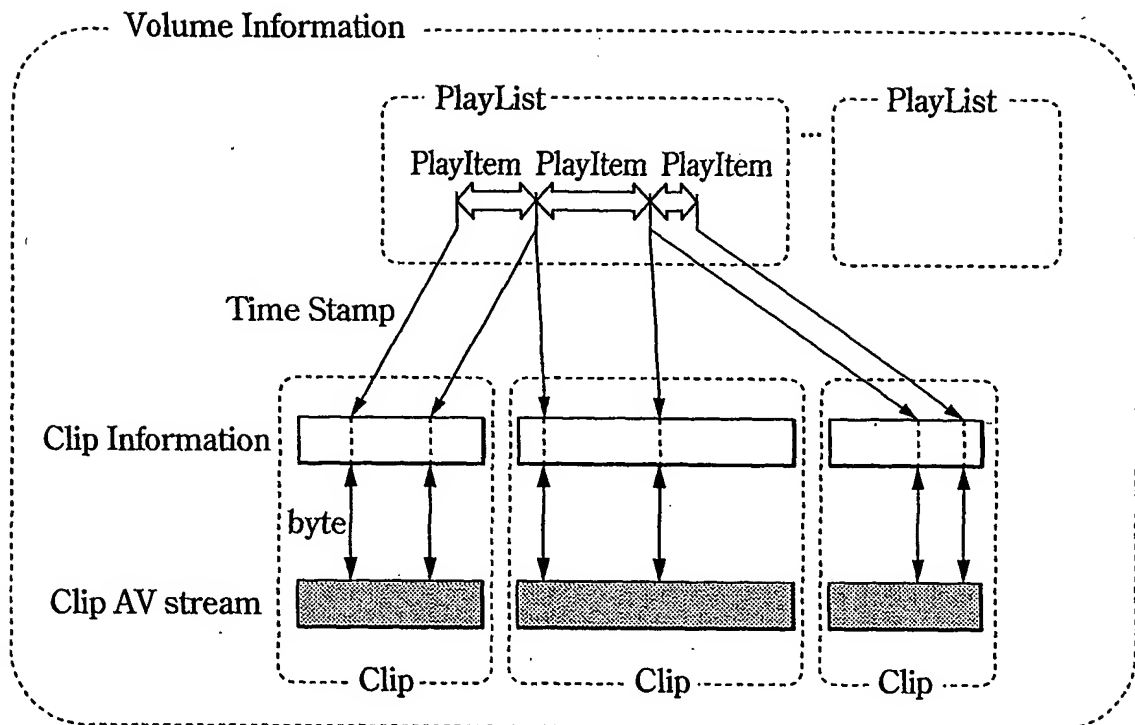 Volume Information
PlayList
PlayList
...
PlayItem PlayItem PlayItem
Time Stamp
Clip Information
byte
Clip AV stream
Clip
Clip
Clip